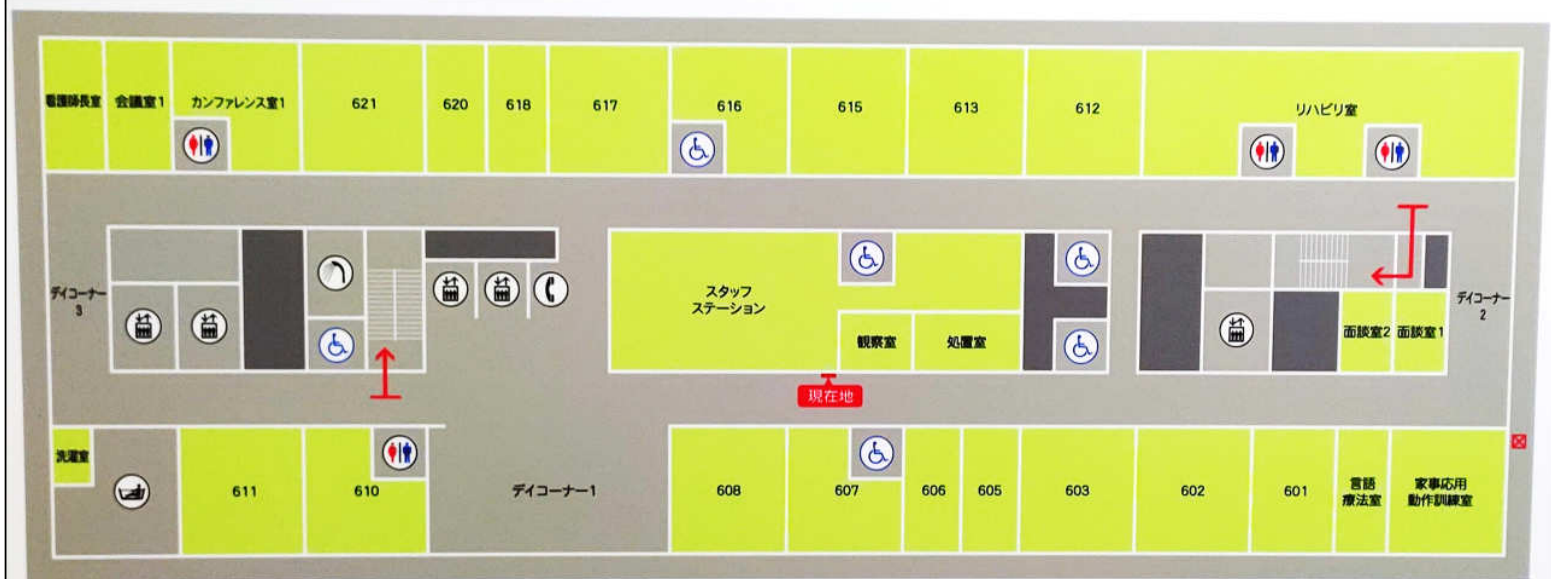 看護師長室
会議室1
カンファレンス室1
621
620
618
617
616
615
613
612
リハビリ室
デイコーナー
3
スタッフ
ステーション
観察室
処置室
面談室2
面談室1
デイコーナー
2
現在地
洗濯室
611
610
デイコーナー1
608
607
606
605
603
602
601
言語
療法室
家事応用
動作訓練室